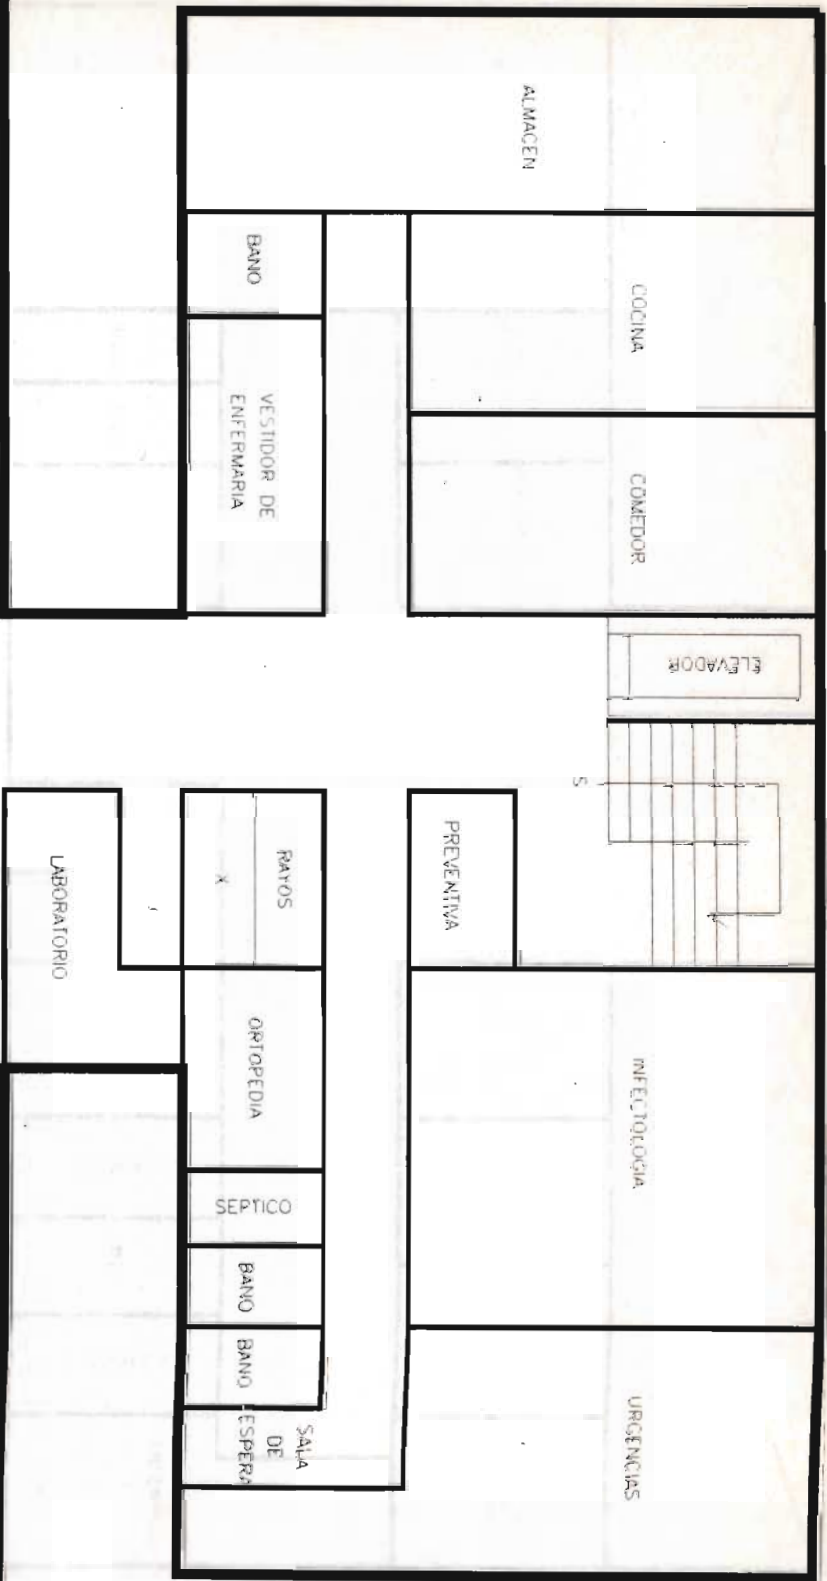 ALMACEN
BANO
COCINA
VESTIDOR DE
ENFERMARIA
COMEDOR
ELEVADOR
S
RAYOS
X
PREVENTIVA
LABORATORIO
ORTOPEDIA
INFECTOLOGIA
SEPTICO
BANO
BANO
SALA
DE
ESPERA
URGENCIAS